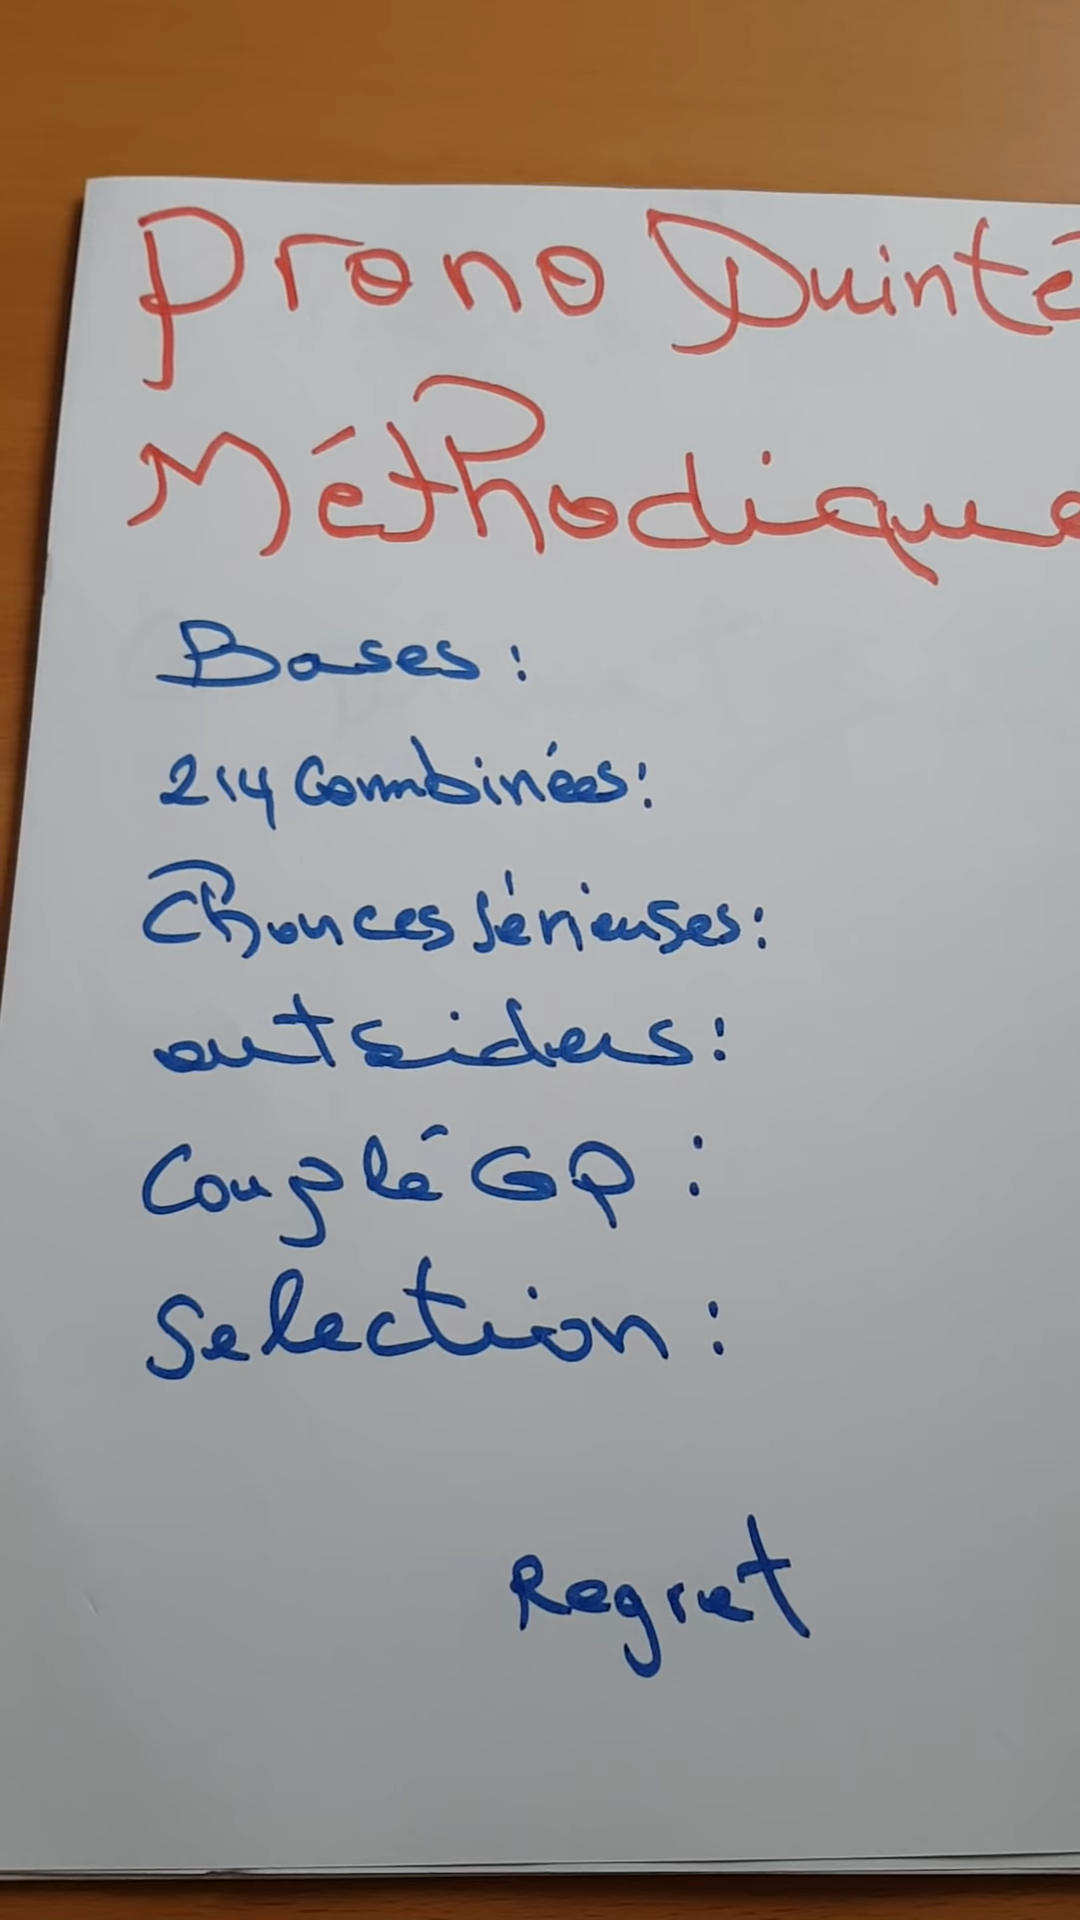 Prono Quinté
Méthodique
Bases:
2/4 Combinées:
Chances Sérieuses:
outsiders:
Couplé GP:
Selection:
Regret